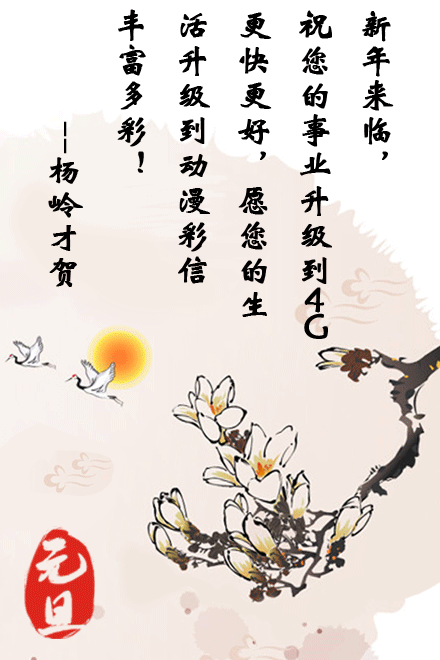 新年来临，
祝您的事业升级到4G
更快更好，愿您的生
活升级到动漫彩信
丰富多彩！
--杨岭才贺
元旦